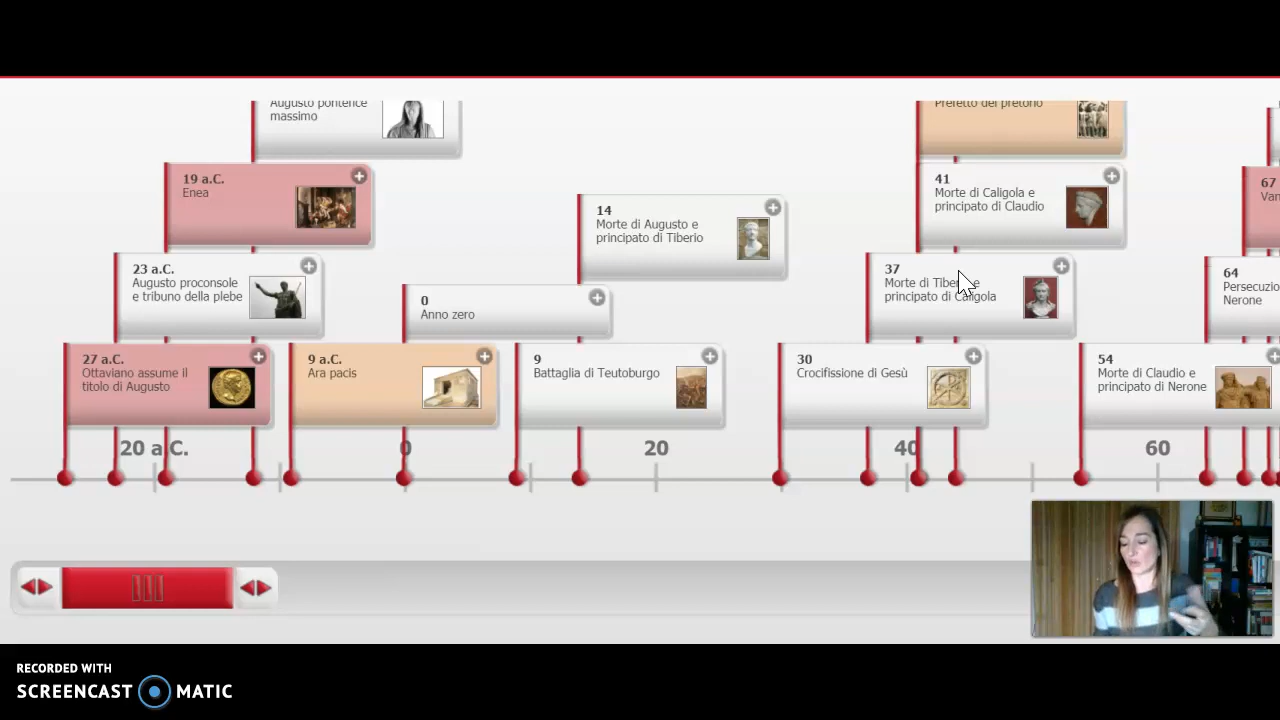 Augusto pontefice
massimo
19 a.C.
Enea
23 a.C.
Augusto proconsole
e tribuno della plebe
27 a.C.
Ottaviano assume il
titolo di Augusto
9 a.C.
Ara pacis
0
Anno zero
14
Morte di Augusto e
principato di Tiberio
9
Battaglia di Teutoburgo
Prefetto del pretorio
41
Morte di Caligola e
principato di Claudio
37
Morte di Tiberio e
principato di Caligola
30
Crocifissione di Gesù
54
Morte di Claudio e
principato di Nerone
67
Van
64
Persecuzio
Nerone
20 a.C.
0
20
40
60
RECORDED WITH
SCREENCAST MATIC